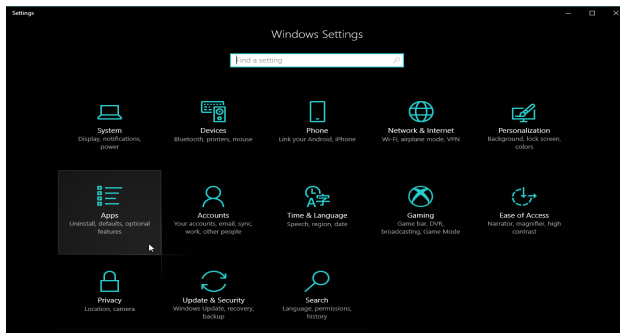 Settings
Windows Settings
Find a setting
System
Display, notifications,
power
Devices
Bluetooth, printers, mouse
Phone
Link your Android, iPhone
Network & Internet
Wi-Fi, airplane mode, VPN
Personalization
Background, lock screen,
colors
Apps
Uninstall, defaults, optional
features
Accounts
Your accounts, email, sync,
work, other people
Time & Language
Speech, region, date
Gaming
Game bar, DVR,
broadcasting, Game Mode
Ease of Access
Narrator, magnifier, high
contrast
Privacy
Location, camera
Update & Security
Windows Update, recovery,
backup
Search
Language, permissions,
history